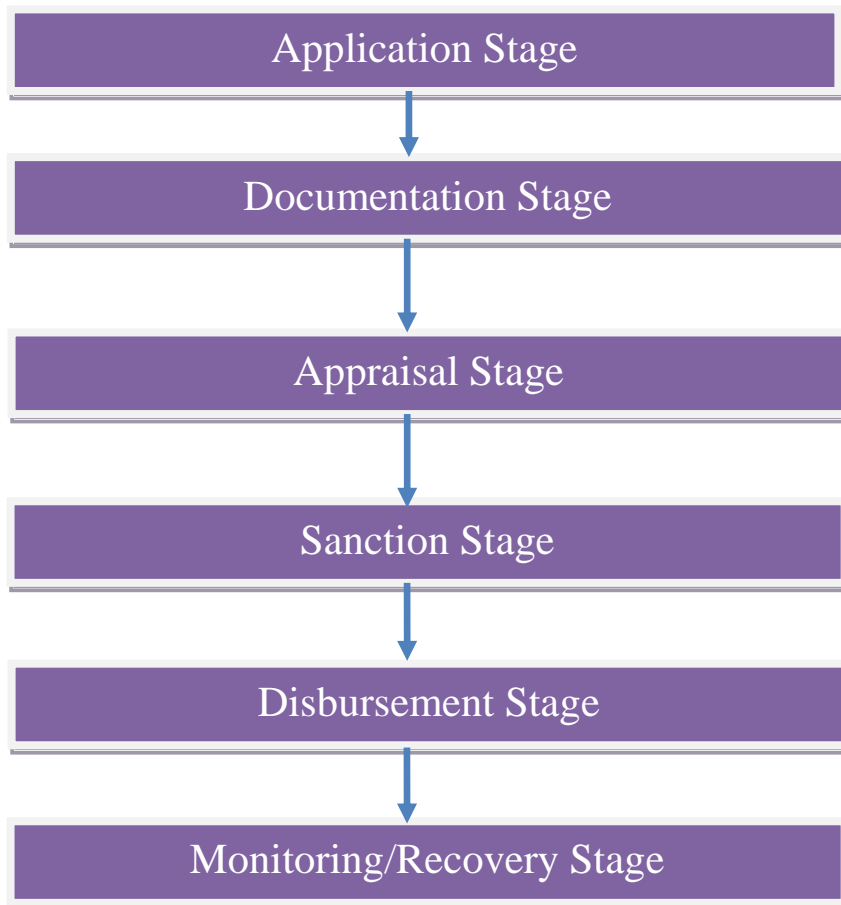 Application Stage
Documentation Stage
Appraisal Stage
Sanction Stage
Disbursement Stage
Monitoring/Recovery Stage